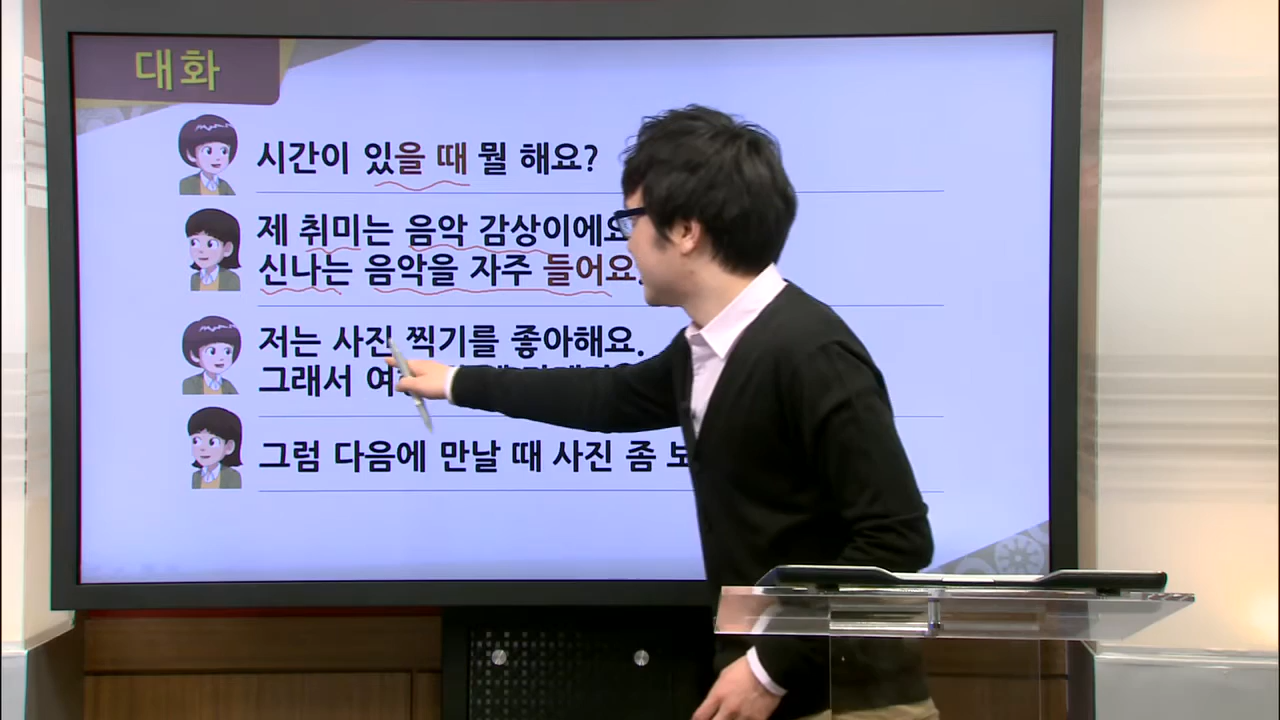 대화
시간이 있을 때 뭘 해요?
제 취미는 음악 감상이에요
신나는 음악을 자주 들어요.
저는 사진 찍기를 좋아해요.
그래서
그럼 다음에 만날 때 사진 좀